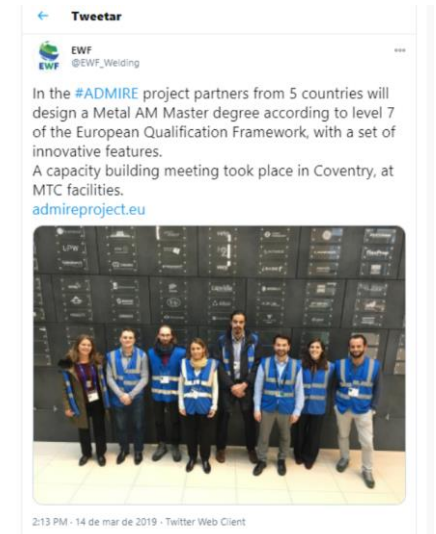 Tweetar
EWF
@EWF_Welding
EWF
In the #ADMIRE project partners from 5 countries will
design a Metal AM Master degree according to level 7
of the European Qualification Framework, with a set of
innovative features.
A capacity building meeting took place in Coventry, at
MTC facilities.
admireproject.eu
LPW
2:13 PM · 14 de mar de 2019 · Twitter Web Client